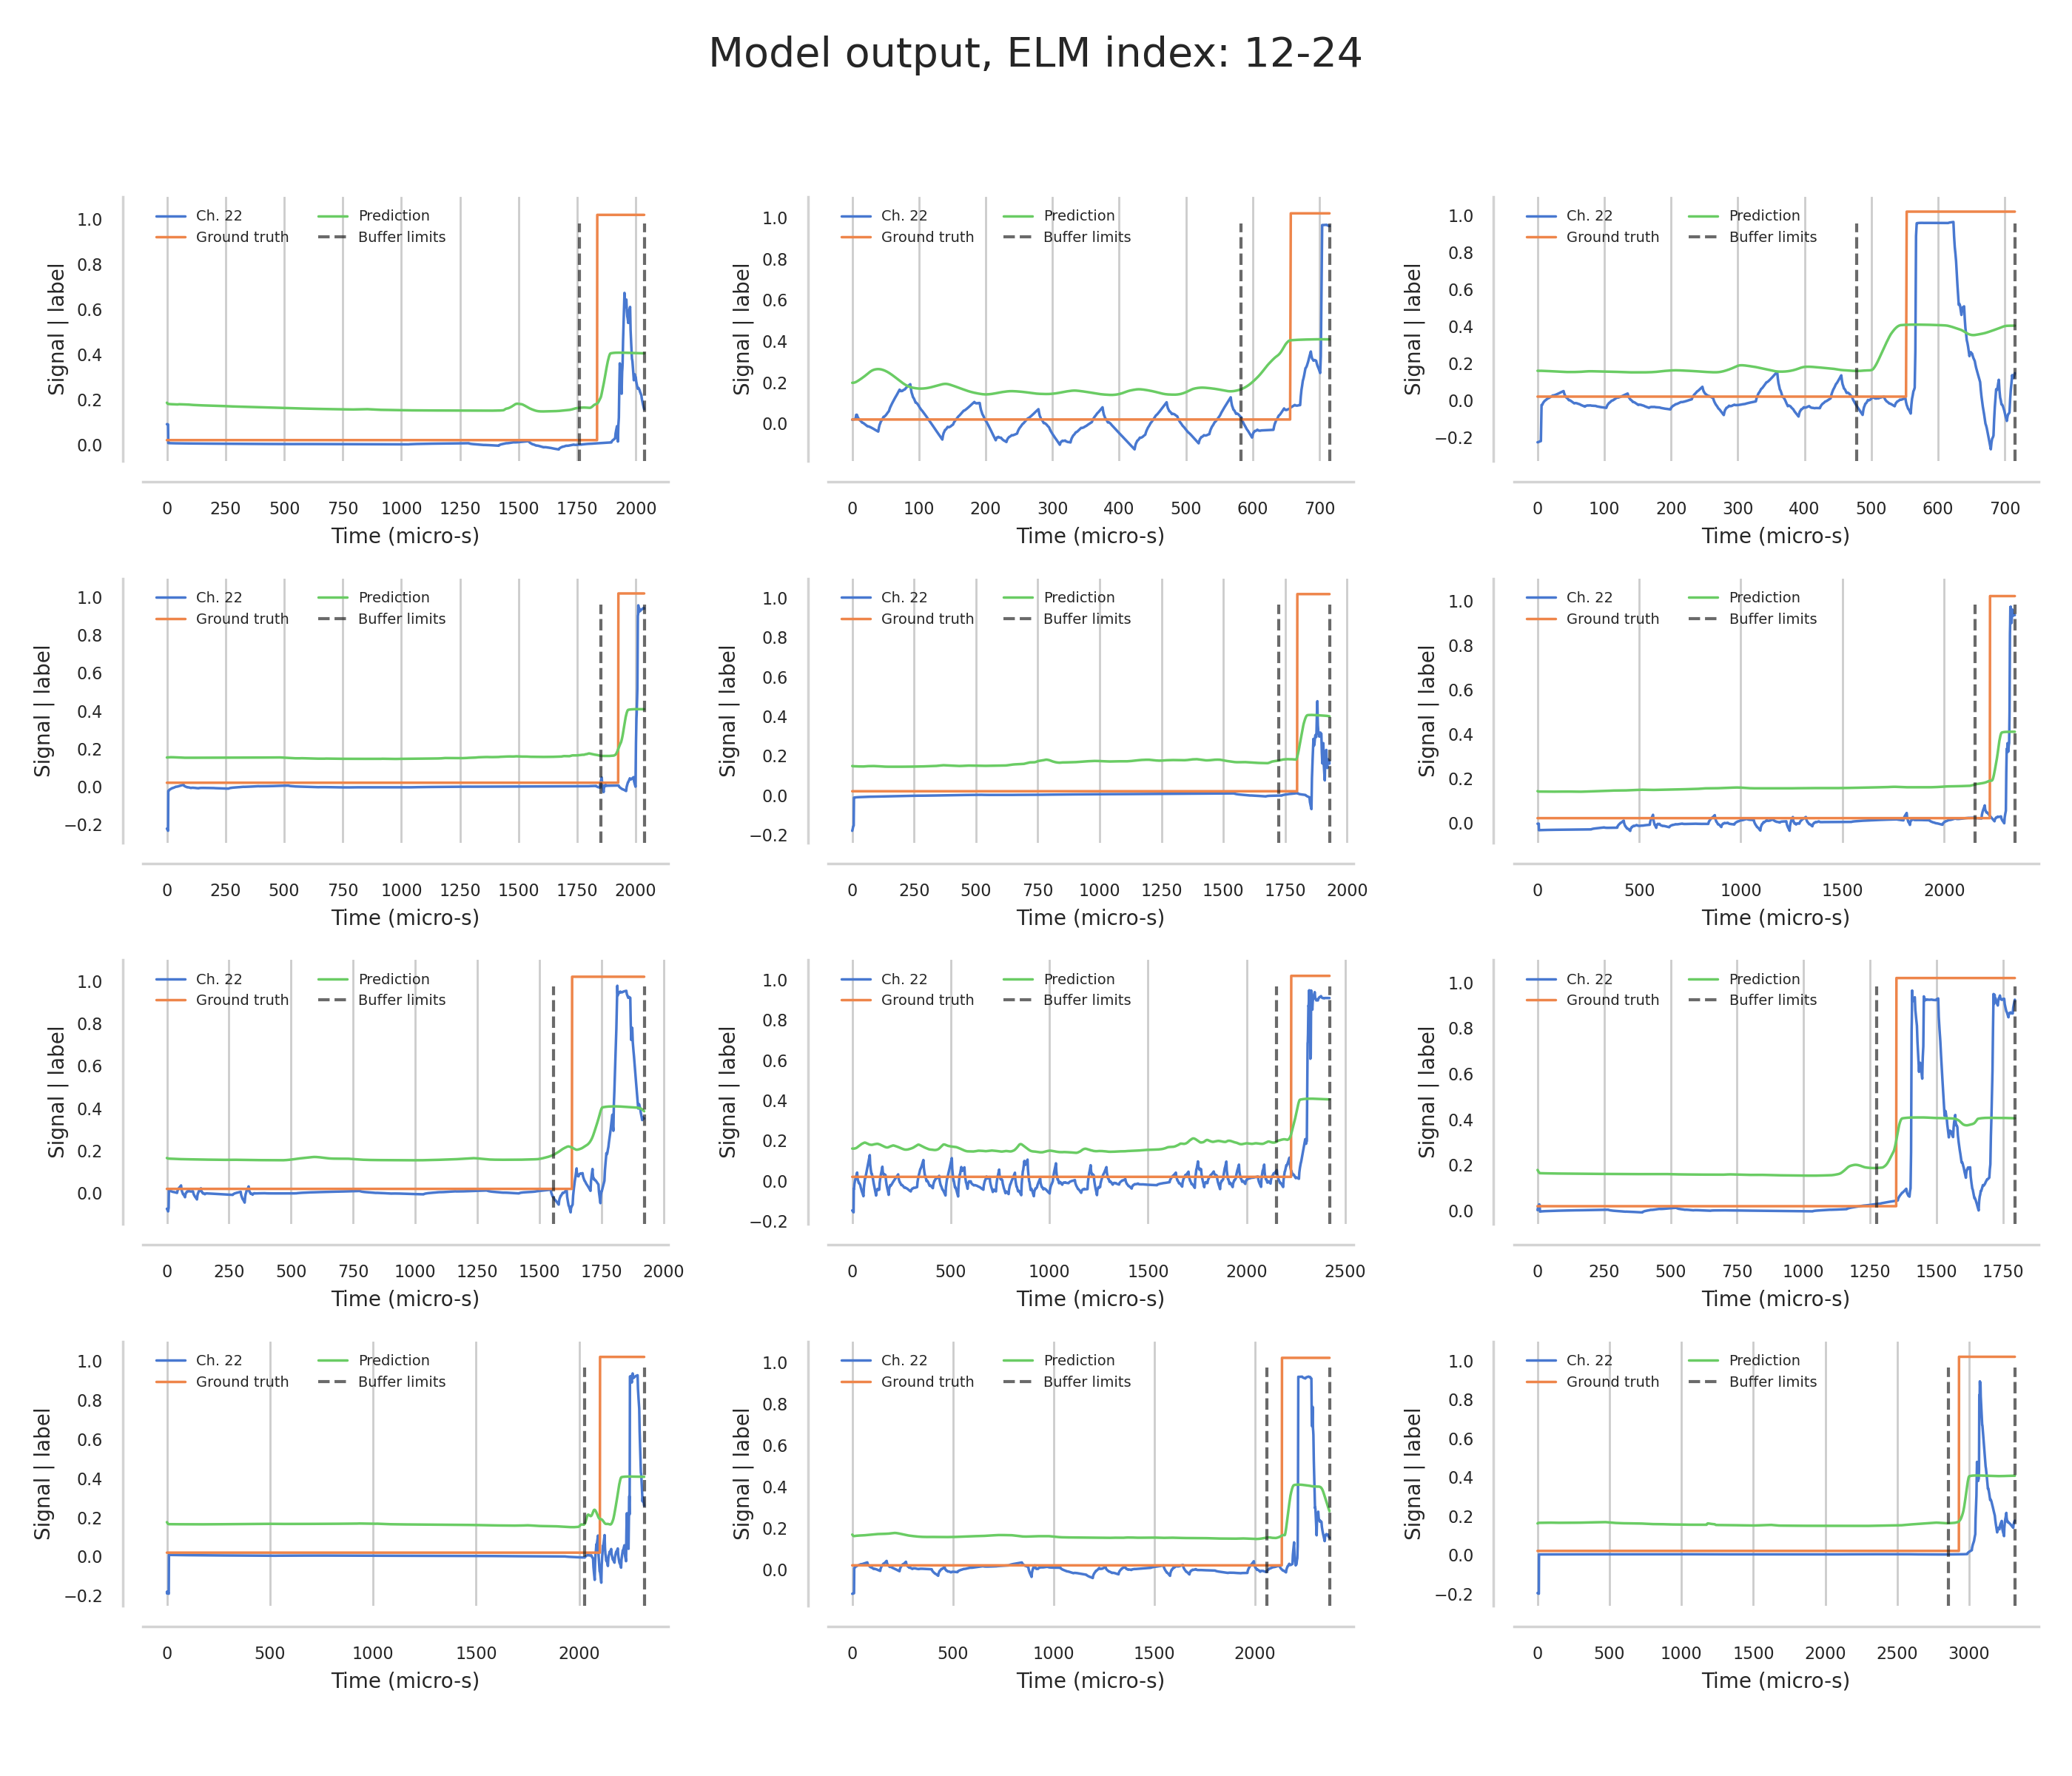 Model output, ELM index: 12-24
Ch. 22 Prediction
Ground truth Buffer limits
1.0
0.8
0.6
0.4
0.2
0.0
Signal | label
0 250 500 750 1000 1250 1500 1750 2000
Time (micro-s)
Ch. 22 Prediction
Ground truth Buffer limits
1.0
0.8
0.6
0.4
0.2
0.0
Signal | label
0 100 200 300 400 500 600 700
Time (micro-s)
Ch. 22 Prediction
Ground truth Buffer limits
1.0
0.8
0.6
0.4
0.2
0.0
−0.2
Signal | label
0 100 200 300 400 500 600 700
Time (micro-s)
Ch. 22 Prediction
Ground truth Buffer limits
1.0
0.8
0.6
0.4
0.2
0.0
−0.2
Signal | label
0 250 500 750 1000 1250 1500 1750 2000
Time (micro-s)
Ch. 22 Prediction
Ground truth Buffer limits
1.0
0.8
0.6
0.4
0.2
0.0
−0.2
Signal | label
0 250 500 750 1000 1250 1500 1750 2000
Time (micro-s)
Ch. 22 Prediction
Ground truth Buffer limits
1.0
0.8
0.6
0.4
0.2
0.0
Signal | label
0 500 1000 1500 2000
Time (micro-s)
Ch. 22 Prediction
Ground truth Buffer limits
1.0
0.8
0.6
0.4
0.2
0.0
Signal | label
0 250 500 750 1000 1250 1500 1750 2000
Time (micro-s)
Ch. 22 Prediction
Ground truth Buffer limits
1.0
0.8
0.6
0.4
0.2
0.0
−0.2
Signal | label
0 500 1000 1500 2000 2500
Time (micro-s)
Ch. 22 Prediction
Ground truth Buffer limits
1.0
0.8
0.6
0.4
0.2
0.0
Signal | label
0 250 500 750 1000 1250 1500 1750
Time (micro-s)
Ch. 22 Prediction
Ground truth Buffer limits
1.0
0.8
0.6
0.4
0.2
0.0
−0.2
Signal | label
0 500 1000 1500 2000
Time (micro-s)
Ch. 22 Prediction
Ground truth Buffer limits
1.0
0.8
0.6
0.4
0.2
0.0
Signal | label
0 500 1000 1500 2000
Time (micro-s)
Ch. 22 Prediction
Ground truth Buffer limits
1.0
0.8
0.6
0.4
0.2
0.0
−0.2
Signal | label
0 500 1000 1500 2000 2500 3000
Time (micro-s)